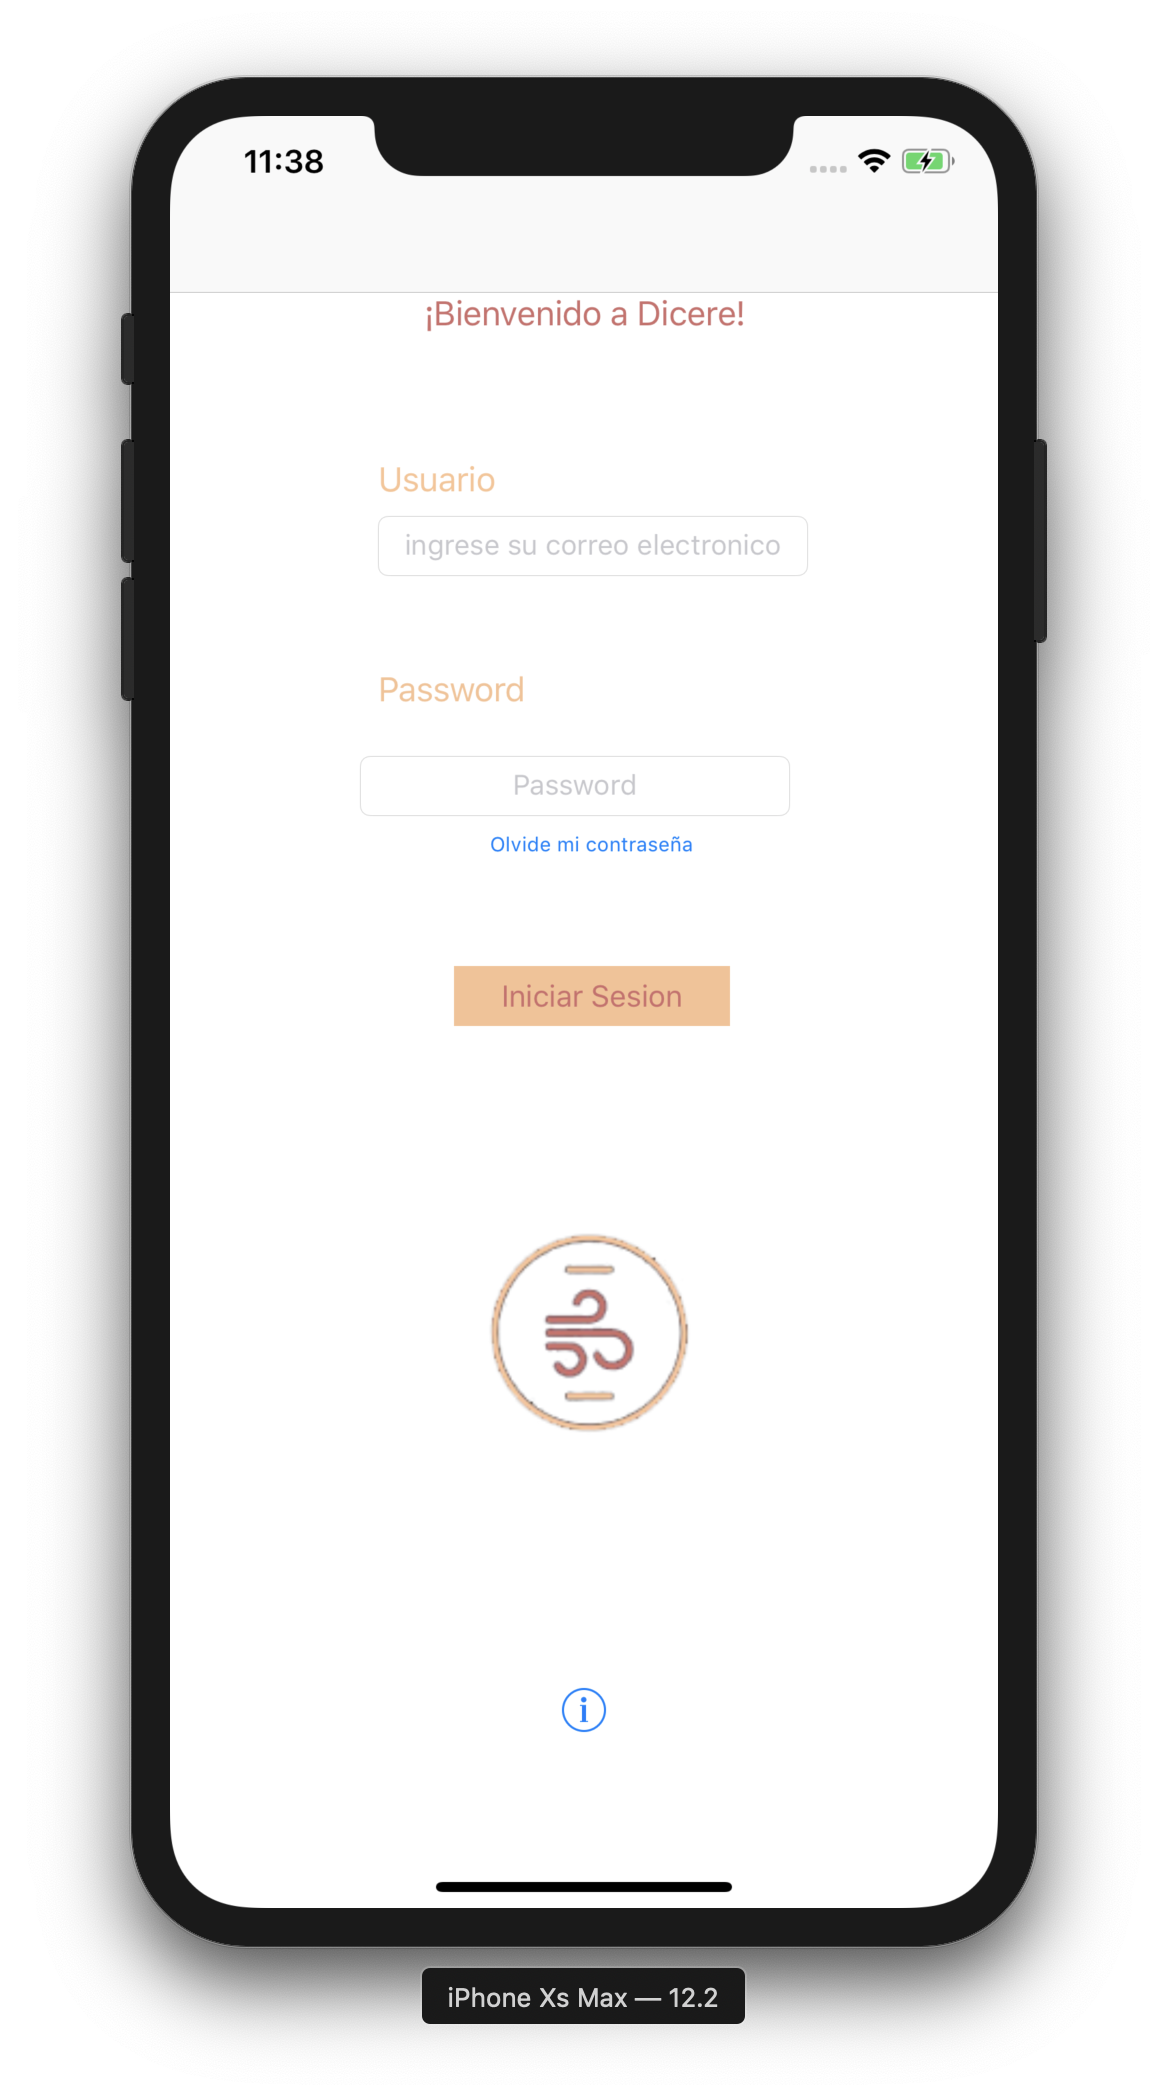 11:38
¡Bienvenido a Dicere!
Usuario
ingrese su correo electronico
Password
Password
Olvide mi contraseña
Iniciar Sesion
i
iPhone Xs Max — 12.2